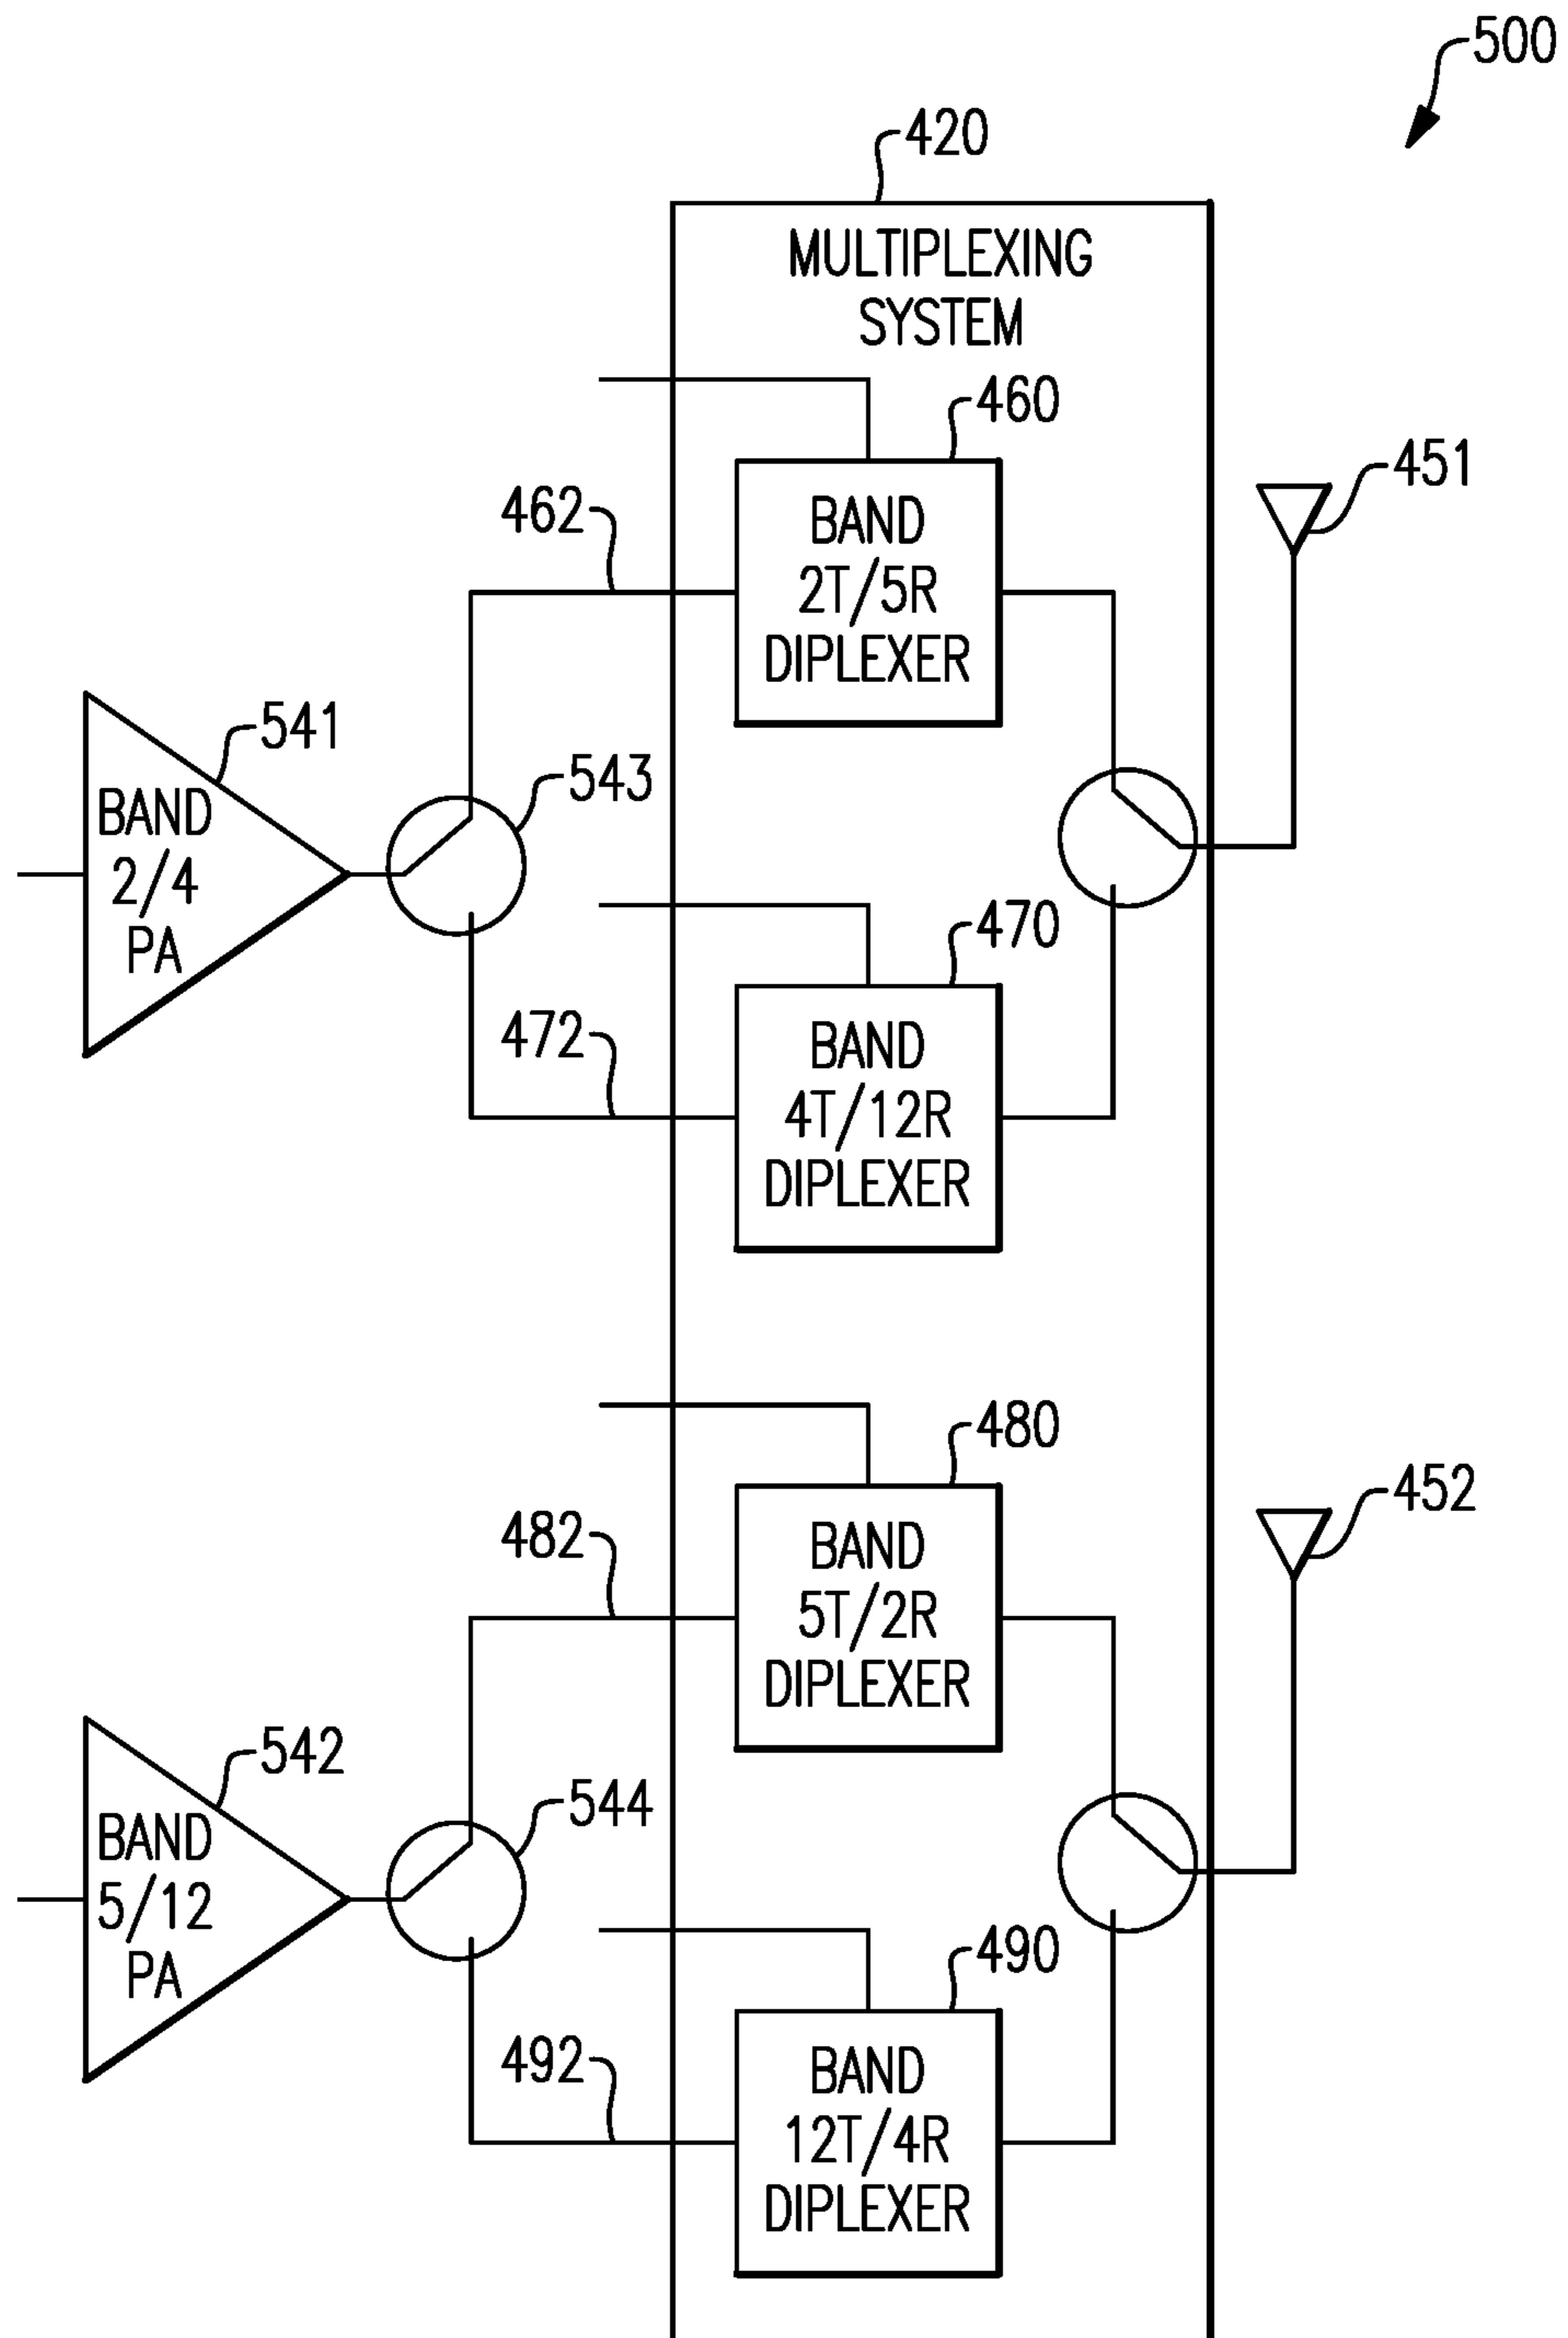 500
420
MULTIPLEXING
SYSTEM
460
451
462
BAND
2T/5R
DIPLEXER
541
BAND
2/4
PA
543
470
472
BAND
4T/12R
DIPLEXER
480
452
482
BAND
5T/2R
DIPLEXER
542
BAND
5/12
PA
544
490
492
BAND
12T/4R
DIPLEXER